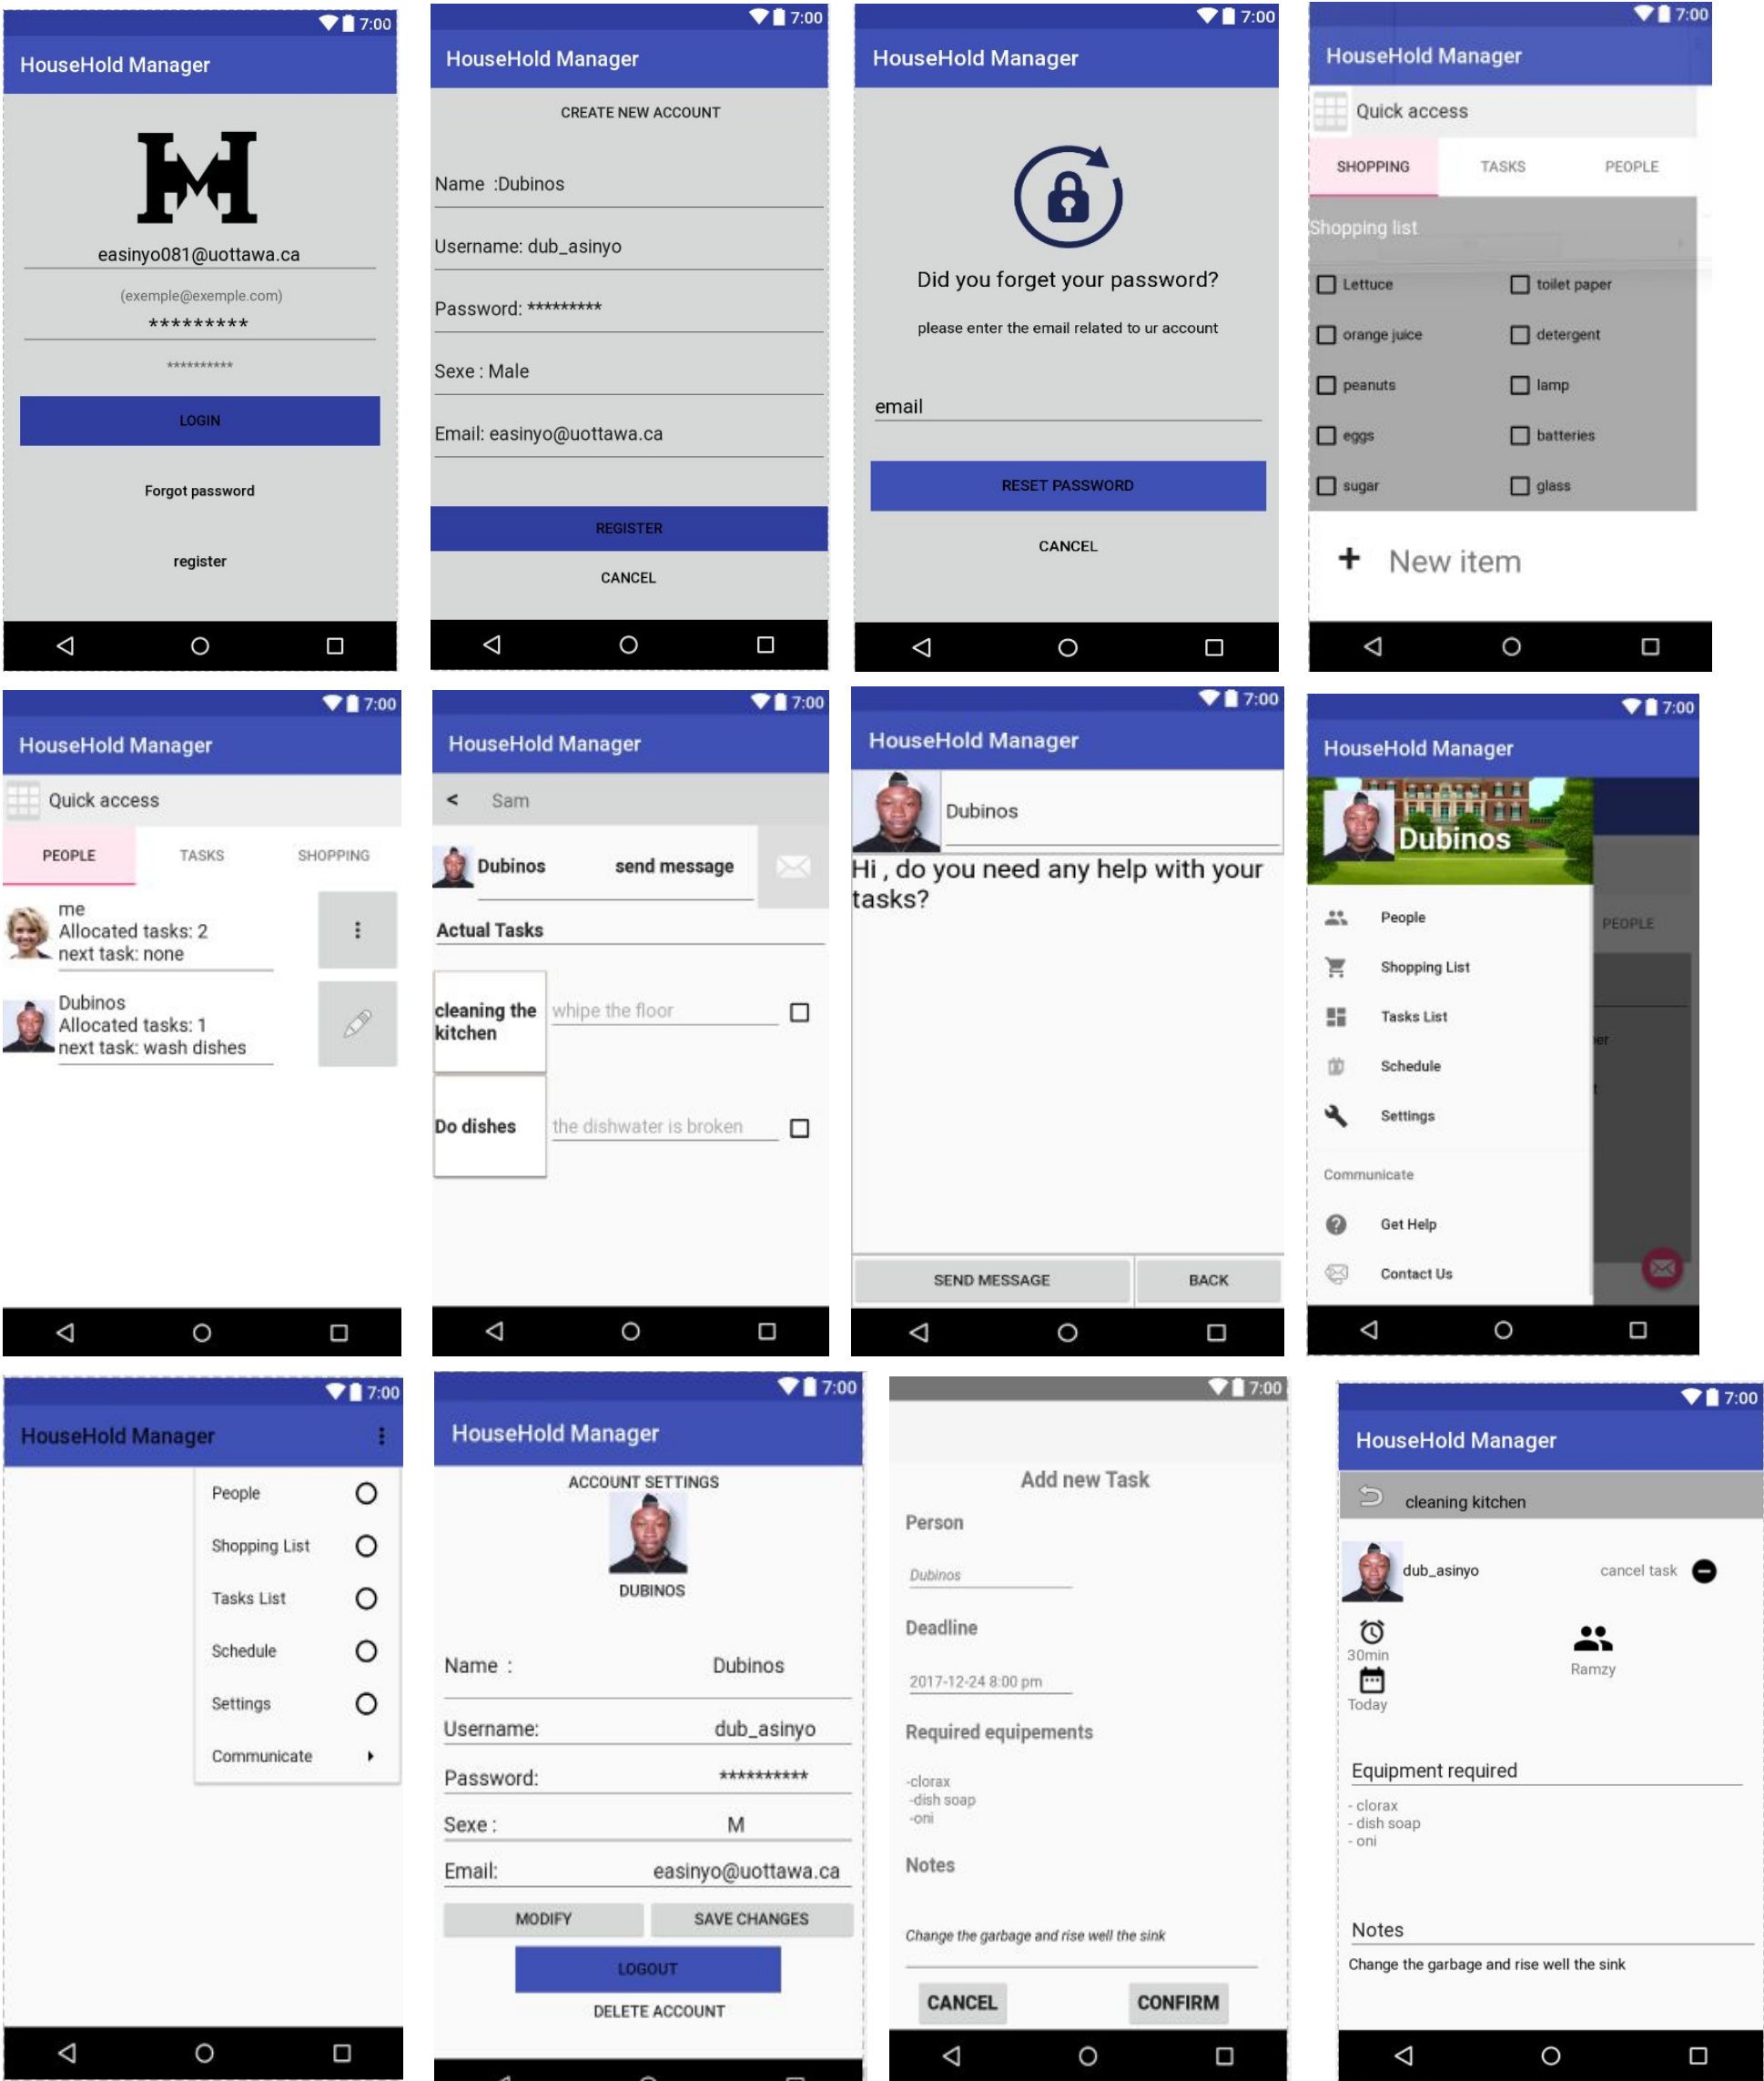 7:00
HouseHold Manager
easinyo081@uottawa.ca
(exemple@exemple.com)
*********
**********
LOGIN
Forgot password
register
7:00
HouseHold Manager
CREATE NEW ACCOUNT
Name :Dubinos
Username: dub_asinyo
Password: *********
Sexe : Male
Email: easinyo@uottawa.ca
REGISTER
CANCEL
7:00
HouseHold Manager
Did you forget your password?
please enter the email related to ur account
email
RESET PASSWORD
CANCEL
7:00
HouseHold Manager
Quick access
SHOPPING TASKS PEOPLE
Shopping list
Lettuce toilet paper
orange juice detergent
peanuts lamp
eggs batteries
sugar glass
+ New item
7:00
HouseHold Manager
Quick access
PEOPLE TASKS SHOPPING
me
Allocated tasks: 2
next task: none
Dubinos
Allocated tasks: 1
next task: wash dishes
7:00
HouseHold Manager
< Sam
Dubinos send message
Actual Tasks
cleaning the
kitchen
whipe the floor
Do dishes the dishwater is broken
7:00
HouseHold Manager
Dubinos
Hi , do you need any help with your
tasks?
SEND MESSAGE BACK
7:00
HouseHold Manager
Dubinos
People
PEOPLE
Shopping List
Tasks List
er
Schedule
t
Settings
Communicate
Get Help
Contact Us
7:00
HouseHold Manager
People
Shopping List
Tasks List
Schedule
Settings
Communicate
7:00
HouseHold Manager
ACCOUNT SETTINGS
DUBINOS
Name : Dubinos
Username: dub_asinyo
Password: **********
Sexe : M
Email: easinyo@uottawa.ca
MODIFY SAVE CHANGES
LOGOUT
DELETE ACCOUNT
7:00
Add new Task
Person
Dubinos
Deadline
2017-12-24 8:00 pm
Required equipements
-clorax
-dish soap
-oni
Notes
Change the garbage and rise well the sink
CANCEL CONFIRM
7:00
HouseHold Manager
cleaning kitchen
dub_asinyo cancel task
30min
Ramzy
Today
Equipment required
- clorax
- dish soap
- oni
Notes
Change the garbage and rise well the sink